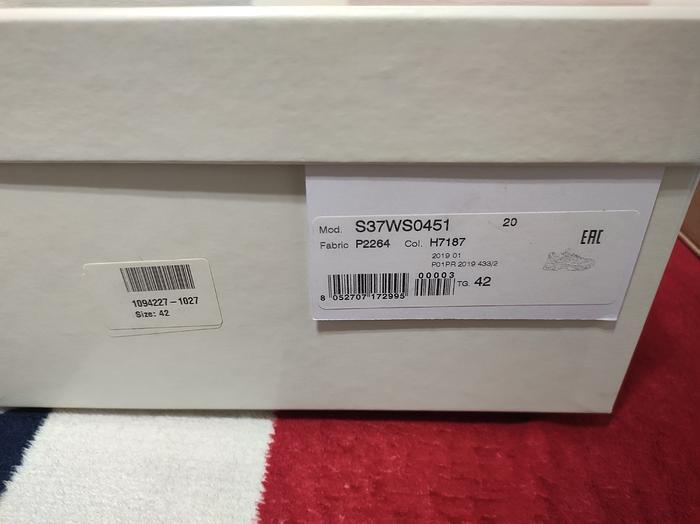 Mod. S37WS0451 20
Fabric P2264 Col. H7187
2019 01
P01PR 2019 433/2
EAC
00003
8 052707 172995
TG. 42
1094227-1027
Size: 42